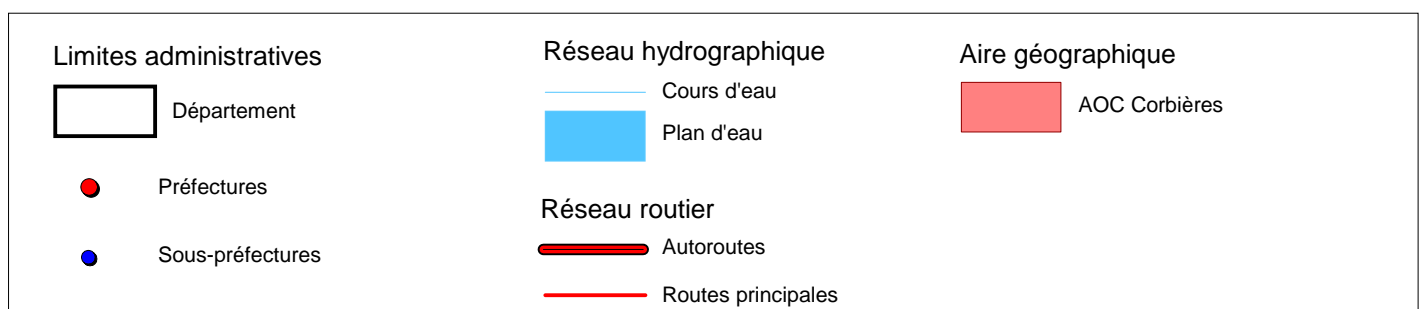 Limites administratives
Département
Préfectures
Sous-préfectures
Réseau hydrographique
Cours d'eau
Plan d'eau
Réseau routier
Autoroutes
Routes principales
Aire géographique
AOC Corbières